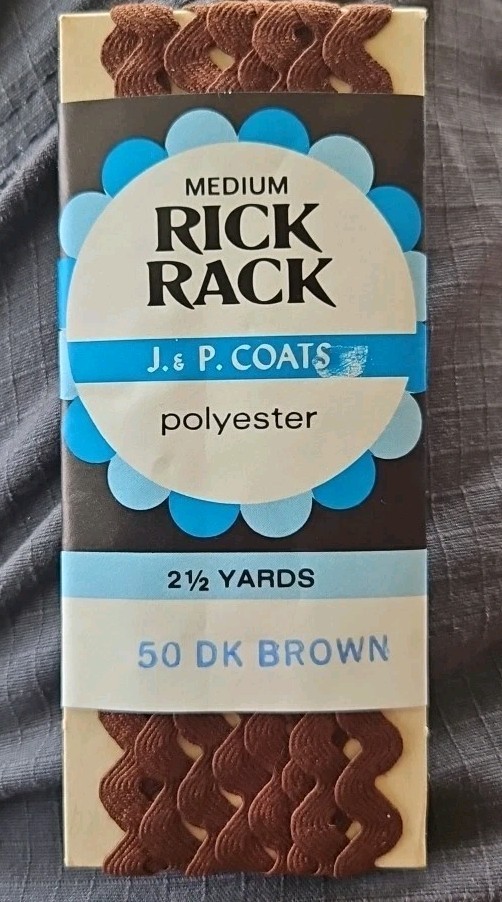 MEDIUM
RICK
RACK
J. & P. COATS
polyester
2½ YARDS
50 DK BROWN